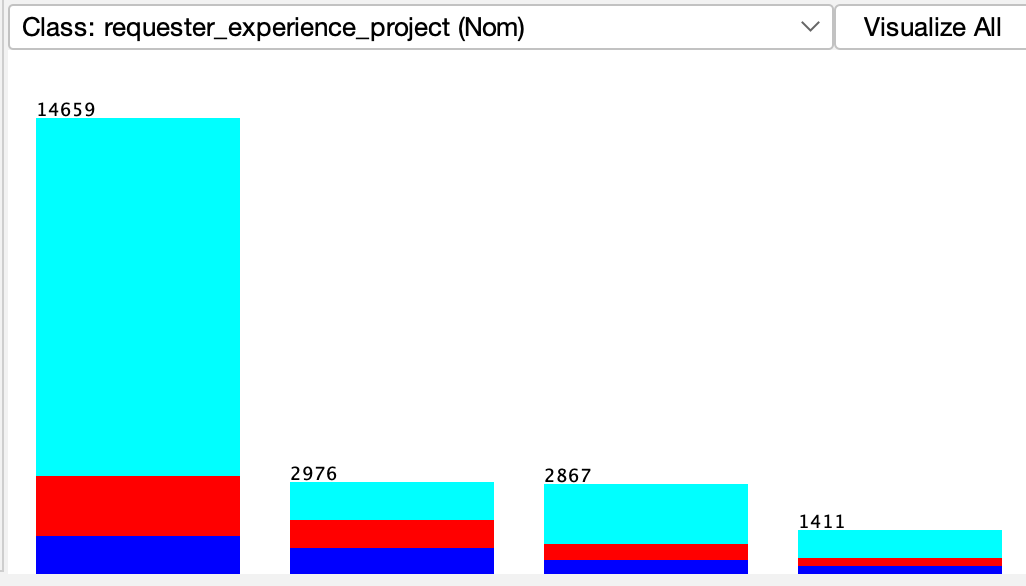 Class: requester_experience_project (Nom)
Visualize All
14659
2976
2867
1411